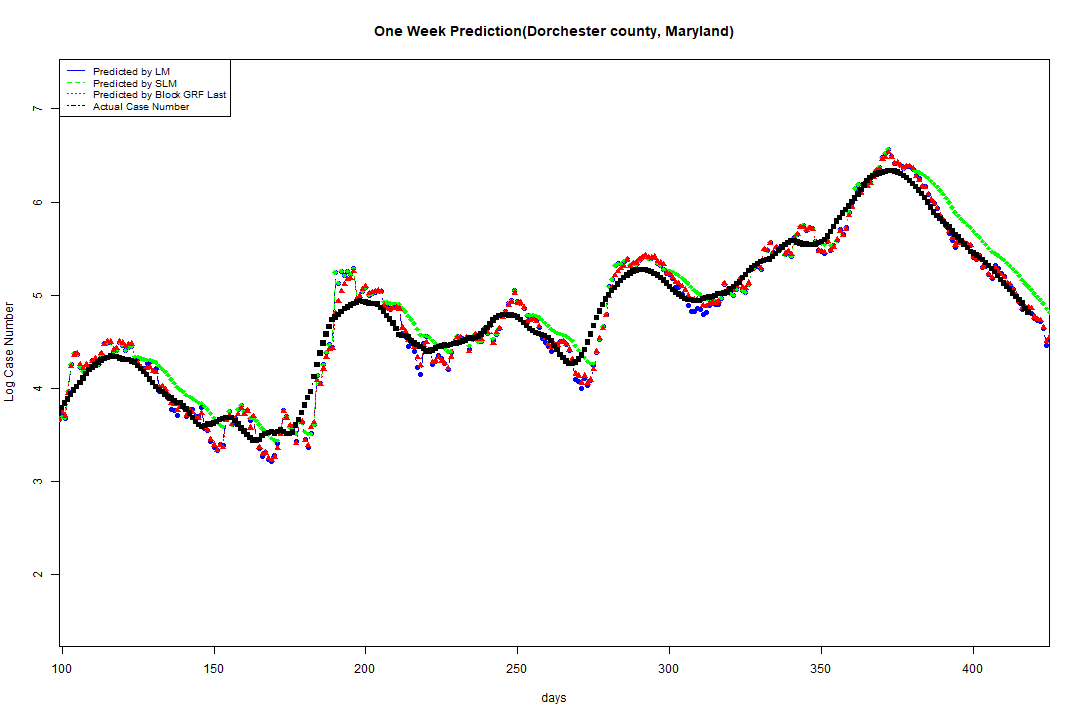 One Week Prediction(Dorchester county, Maryland)
Predicted by LM
Predicted by SLM
Predicted by Block GRF Last
Actual Case Number
7
6
5
4
3
2
Log Case Number
100 150 200 250 300 350 400
days